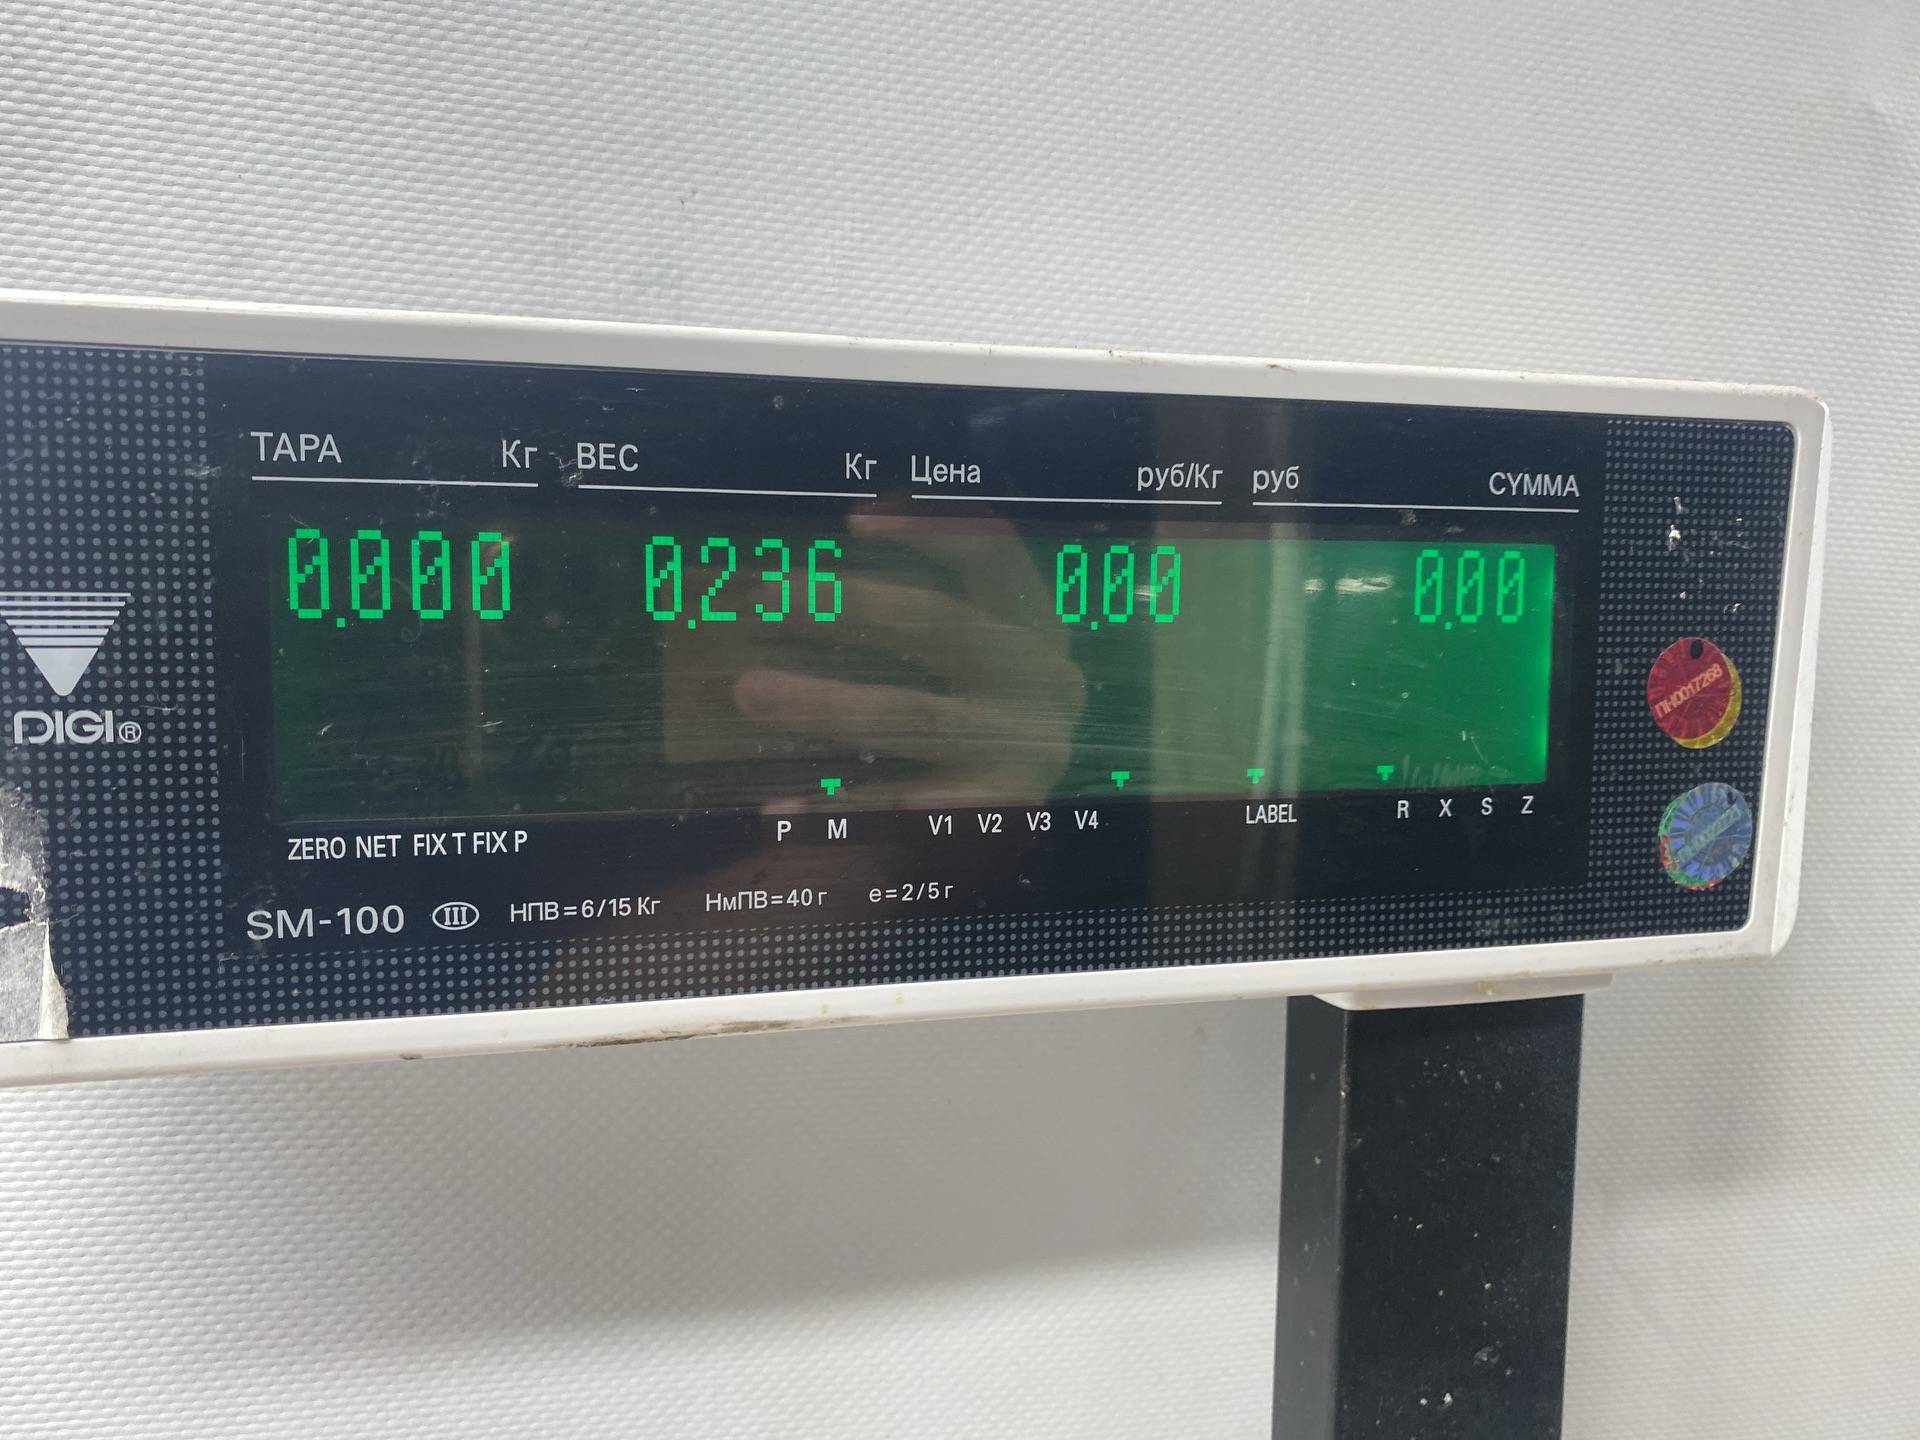 ТАРА Кг ВЕС Кг Цена руб/Кг руб СУММА
0.000 0.236 0.00 0.00
DIGI®
ПН0017268
ZERO NET FIX T FIX P P M V1 V2 V3 V4 LABEL R X S Z
SM-100 III НПВ=6/15 Кг НмПВ=40 г e=2/5 г